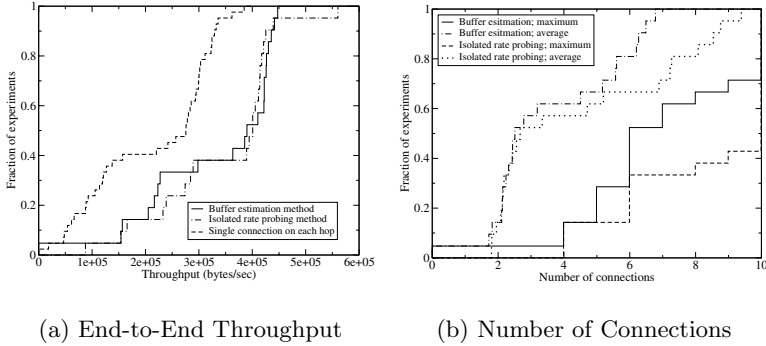 1
0.8
0.6
0.4
0.2
0
Fraction of experiments
0
1e+05
2e+05
3e+05
4e+05
5e+05
6e+05
Throughput (bytes/sec)
Buffer estimation method
Isolated rate probing method
Single connection on each hop
(a) End-to-End Throughput
1
0.8
0.6
0.4
0.2
0
Fraction of experiments
0
2
4
6
8
10
Number of connections
Buffer esitmation; maximum
Buffer esitmation; average
Isolated rate probing; maximum
Isolated rate probing; average
(b) Number of Connections